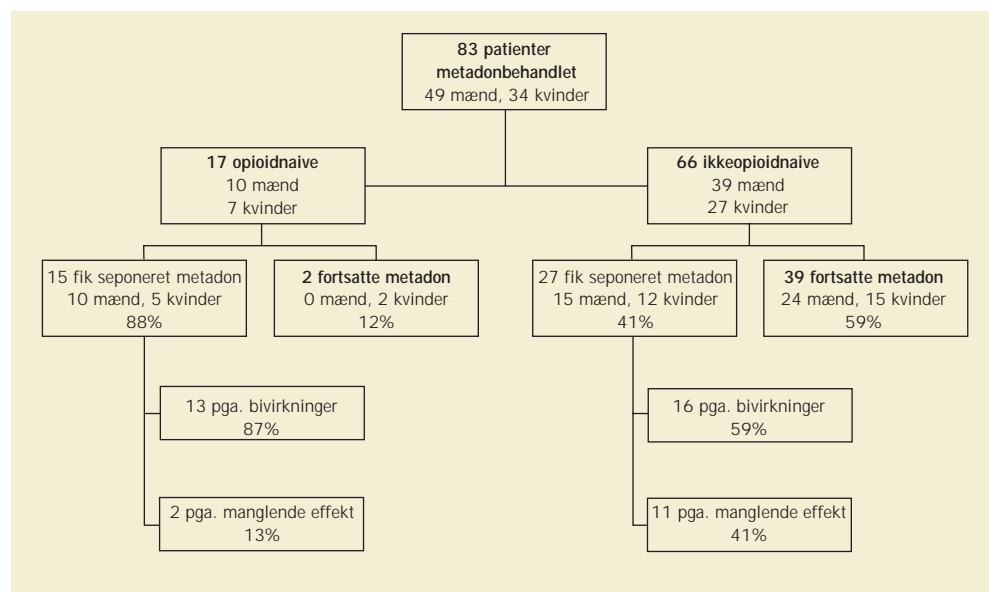 83 patienter
metadonbehandlet
49 mænd, 34 kvinder
17 opioidnaive
10 mænd
7 kvinder
66 ikkeopioidnaive
39 mænd
27 kvinder
15 fik seponeret metadon
10 mænd, 5 kvinder
88%
2 fortsatte metadon
0 mænd, 2 kvinder
12%
27 fik seponeret metadon
15 mænd, 12 kvinder
41%
39 fortsatte metadon
24 mænd, 15 kvinder
59%
13 pga. bivirkninger
87%
16 pga. bivirkninger
59%
2 pga. manglende effekt
13%
11 pga. manglende effekt
41%